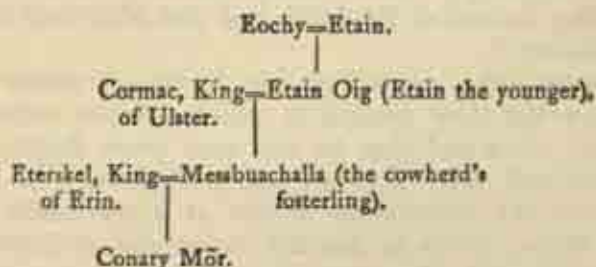 Eochy=Etain.
Cormac, King=Etain Oig (Etain the younger).
of Ulster.
Eterskel, King=Messbuachalla (the cowherd's
of Erin. fosterling).
Conary Mōr.